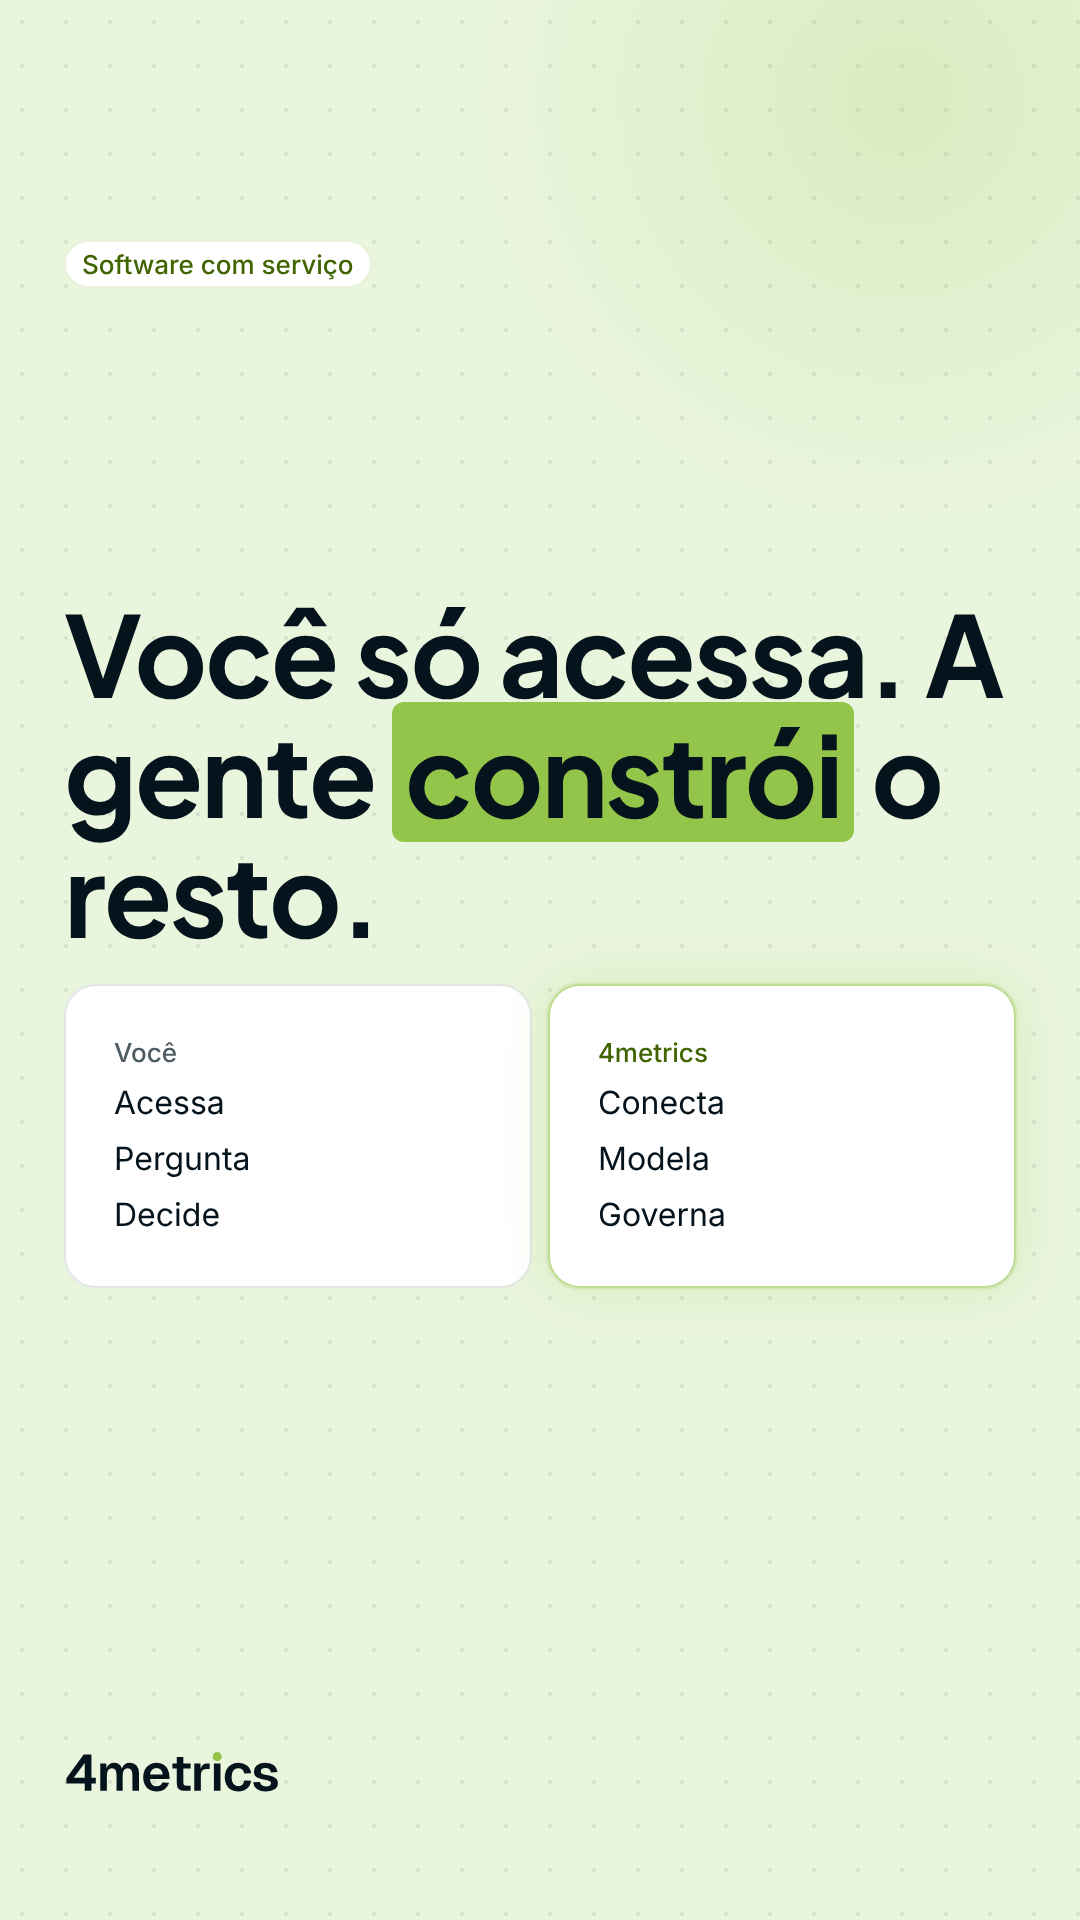 Software com serviço
Você só acessa. A
gente constrói o
resto.
Você
Acessa
Pergunta
Decide
4metrics
Conecta
Modela
Governa
4metrics